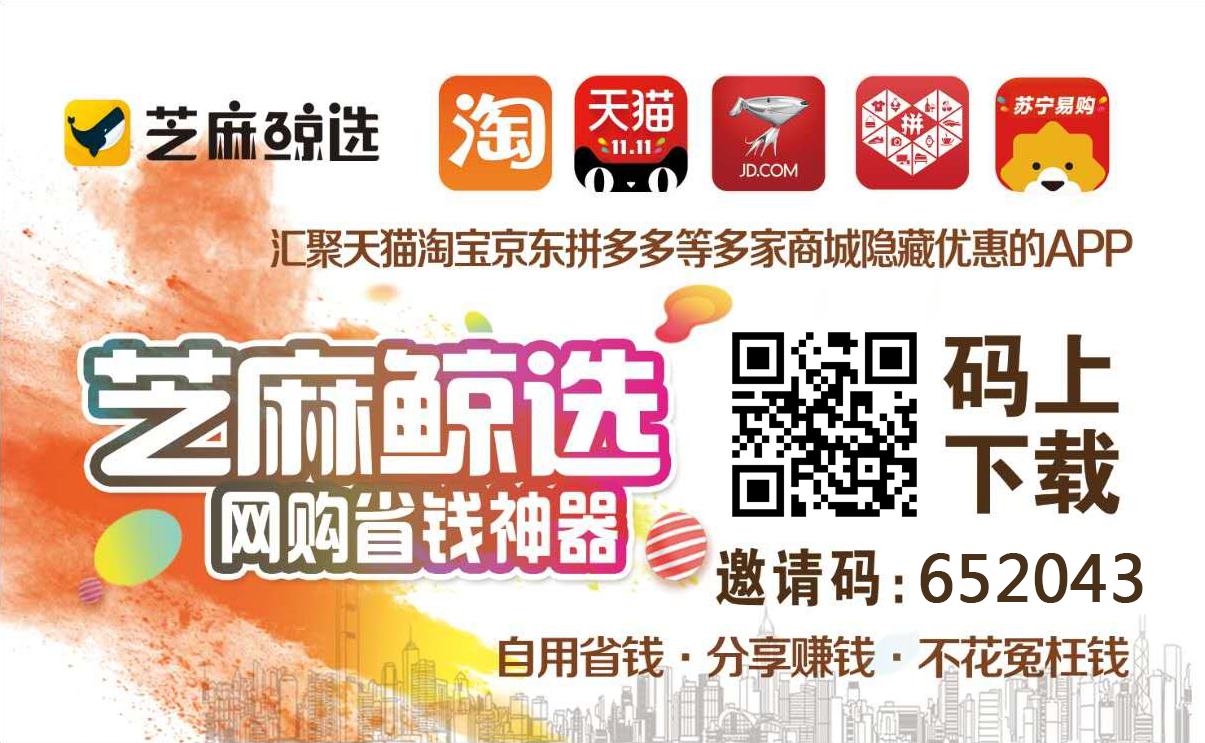 芝麻鲸选
淘
天猫
11.11
JD.COM
拼
苏宁易购
汇聚天猫淘宝京东拼多多等多家商城隐藏优惠的APP
芝麻鲸选
网购省钱神器
码上
下载
邀请码:652043
自用省钱·分享赚钱·不花冤枉钱